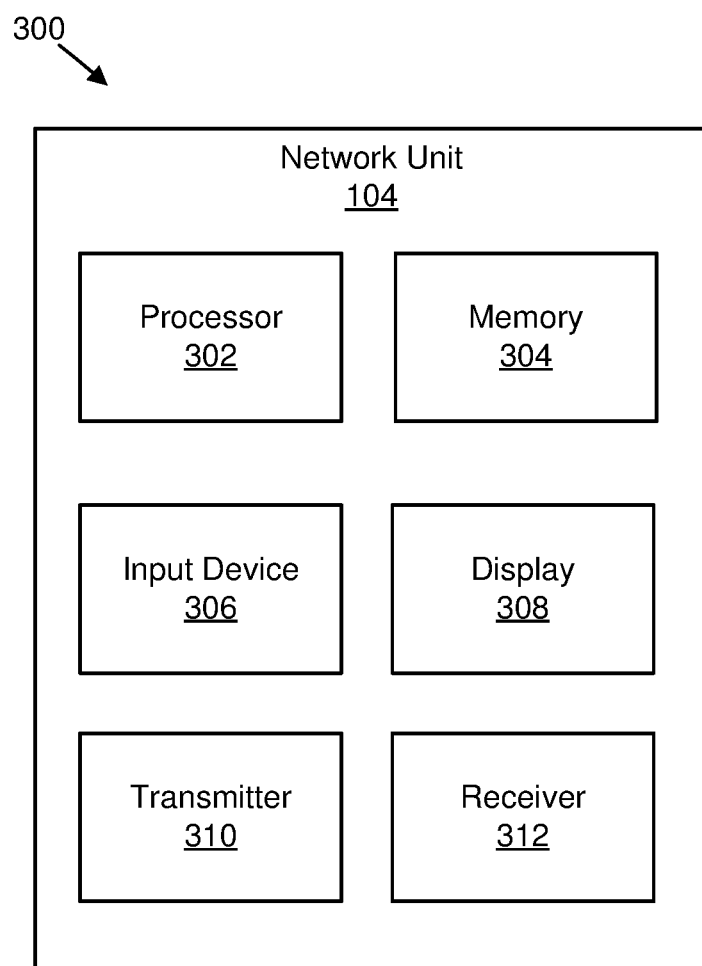 300
Network Unit
104
Processor
302
Memory
304
Input Device
306
Display
308
Transmitter
310
Receiver
312